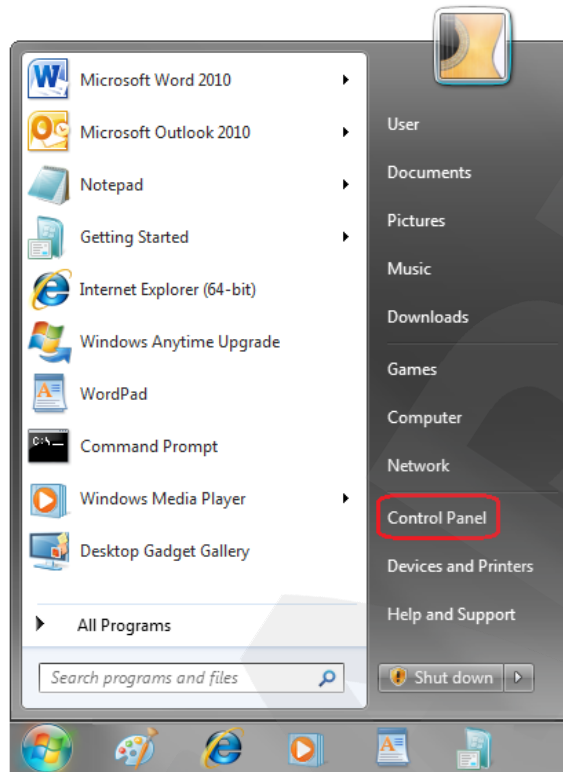 Microsoft Word 2010
Microsoft Outlook 2010
Notepad
Getting Started
Internet Explorer (64-bit)
Windows Anytime Upgrade
WordPad
C:\
Command Prompt
Windows Media Player
Desktop Gadget Gallery
All Programs
Search programs and files
User
Documents
Pictures
Music
Downloads
Games
Computer
Network
Control Panel
Devices and Printers
Help and Support
Shut down